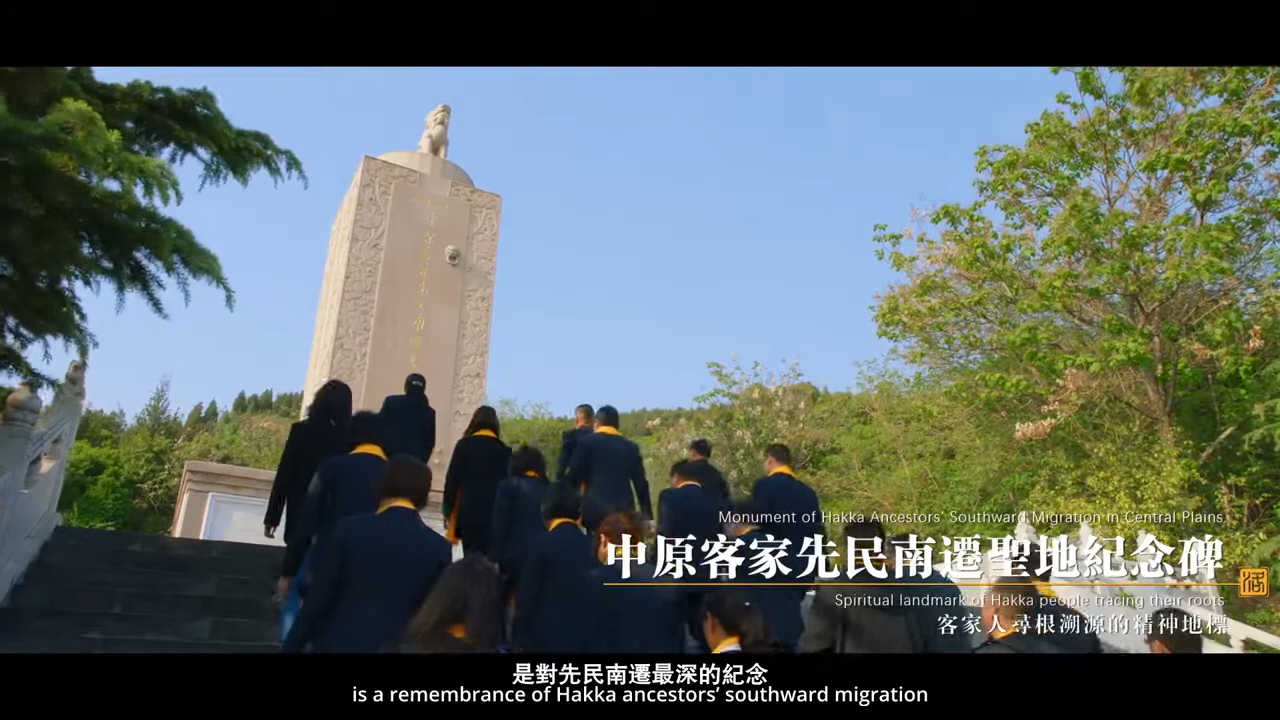 Monument of Hakka Ancestors' Southward Migration in Central Plains
中原客家先民南遷聖地紀念碑
Spiritual landmark of Hakka people tracing their roots
客家人尋根溯源的精神地標
是對先民南遷最深的紀念
is a remembrance of Hakka ancestors' southward migration